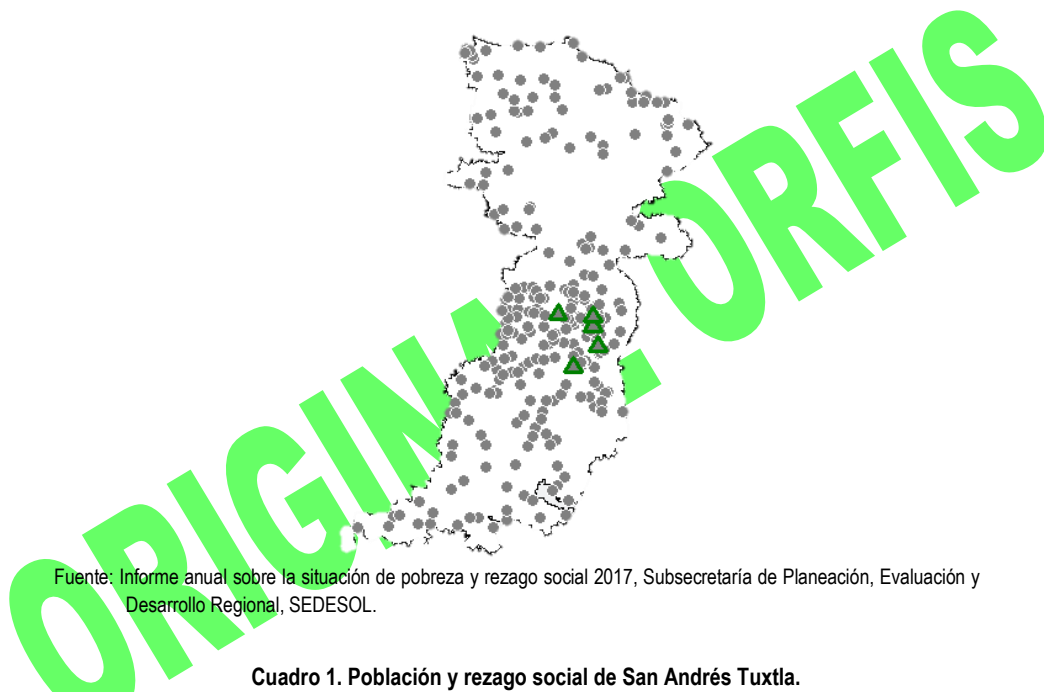 ORIGINAL ORFIS
Fuente: Informe anual sobre la situación de pobreza y rezago social 2017, Subsecretaría de Planeación, Evaluación y
Desarrollo Regional, SEDESOL.
Cuadro 1. Población y rezago social de San Andrés Tuxtla.